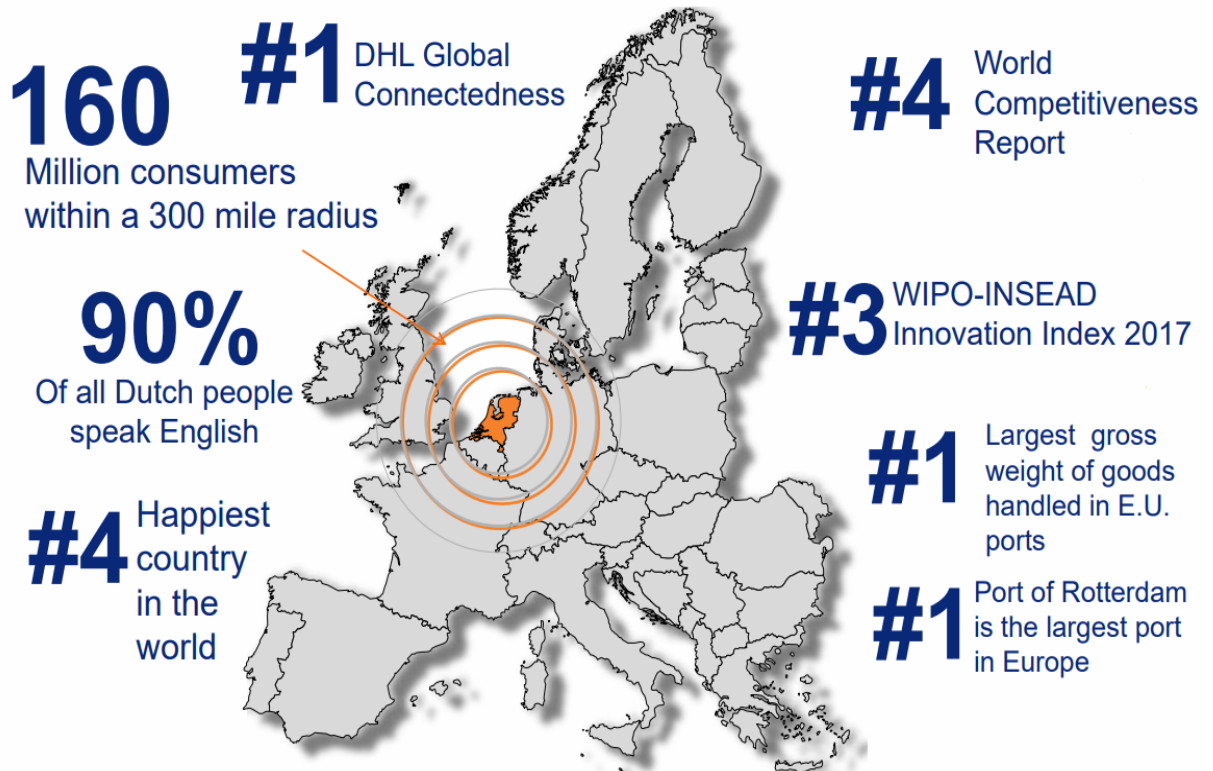 160
Million consumers
within a 300 mile radius
#1 DHL Global
Connectedness
#4 World
Competitiveness
Report
90%
Of all Dutch people
speak English
#3 WIPO-INSEAD
Innovation Index 2017
#4 Happiest
country
in the
world
#1 Largest gross
weight of goods
handled in E.U.
ports
#1 Port of Rotterdam
is the largest port
in Europe